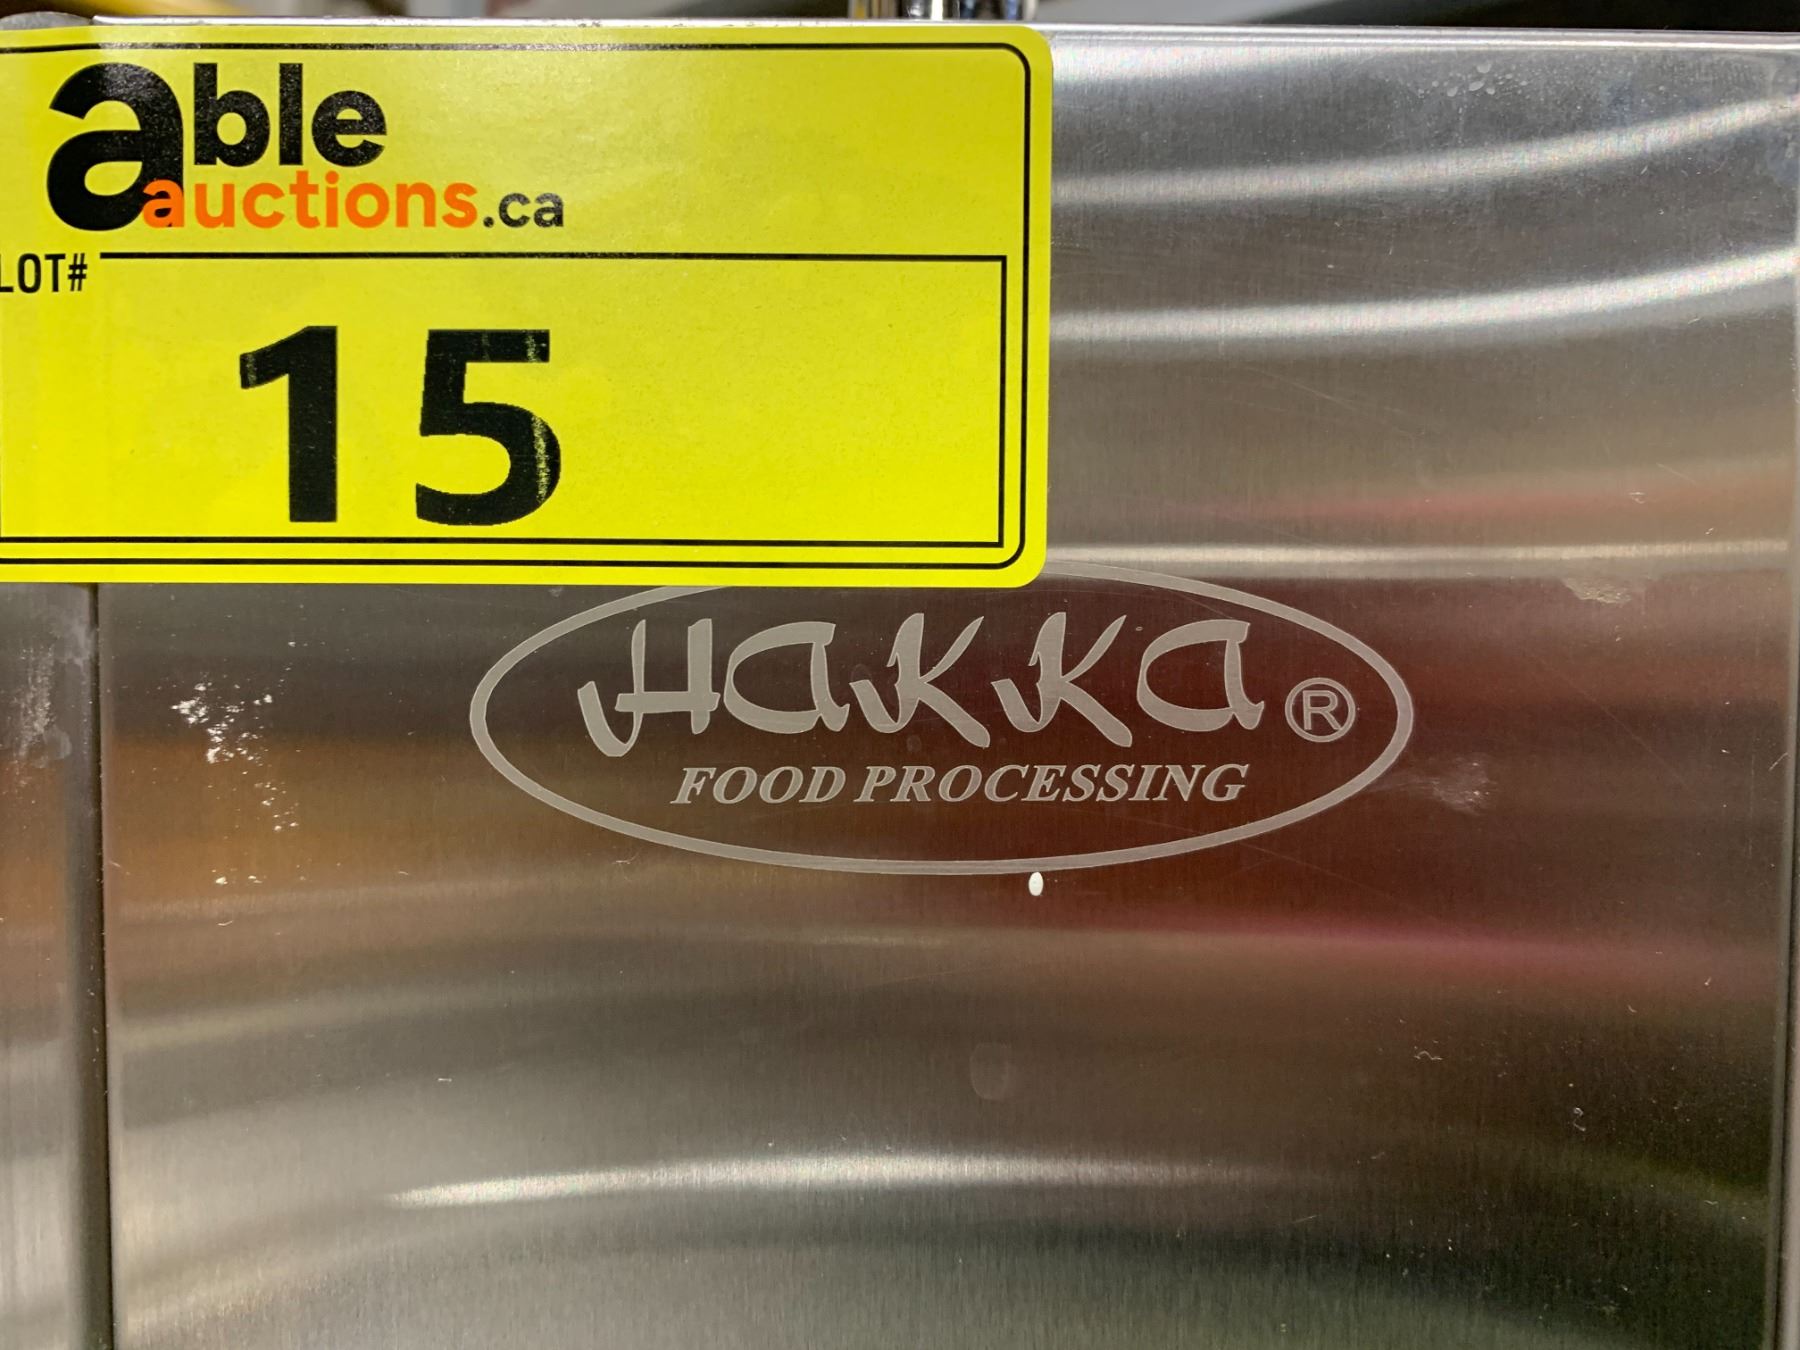 able
auctions.ca
LOT#
15
HAKKA ®
FOOD PROCESSING